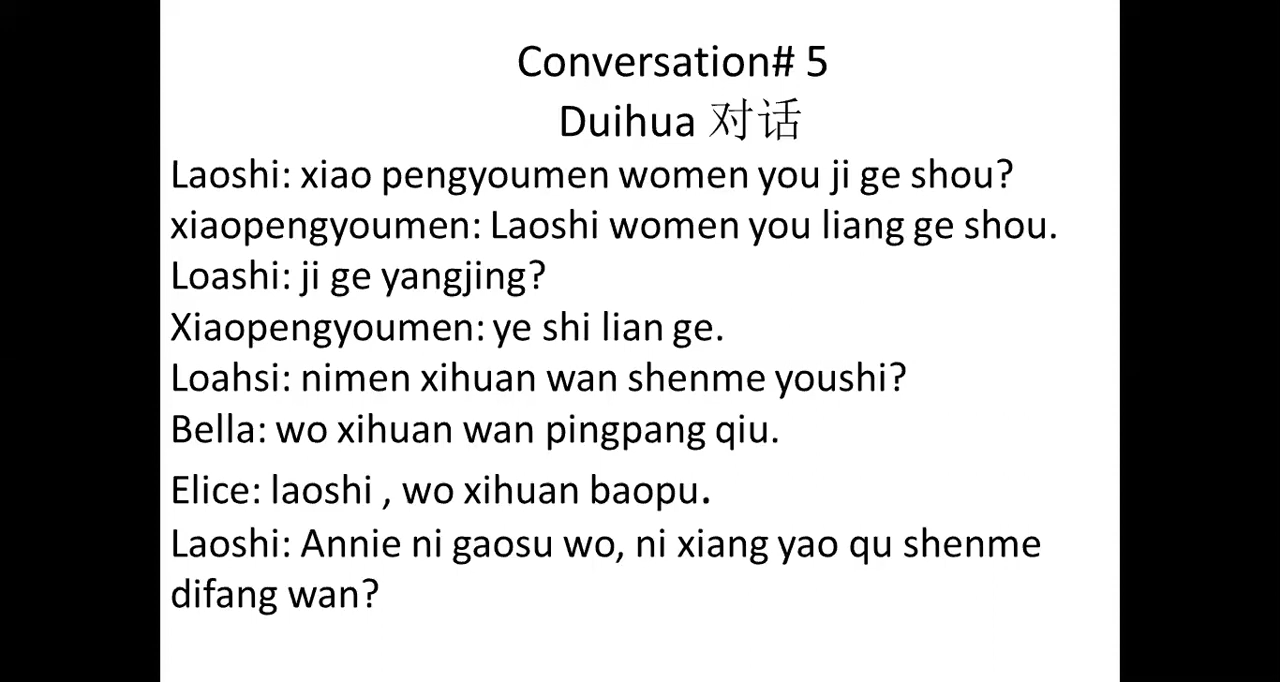 Conversation# 5
Duihua 对话
Laoshi: xiao pengyoumen women you ji ge shou?
xiaopengyoumen: Laoshi women you liang ge shou.
Loashi: ji ge yangjing?
Xiaopengyoumen: ye shi lian ge.
Loahsi: nimen xihuan wan shenme youshi?
Bella: wo xihuan wan pingpang qiu.
Elice: laoshi , wo xihuan baopu.
Laoshi: Annie ni gaosu wo, ni xiang yao qu shenme
difang wan?